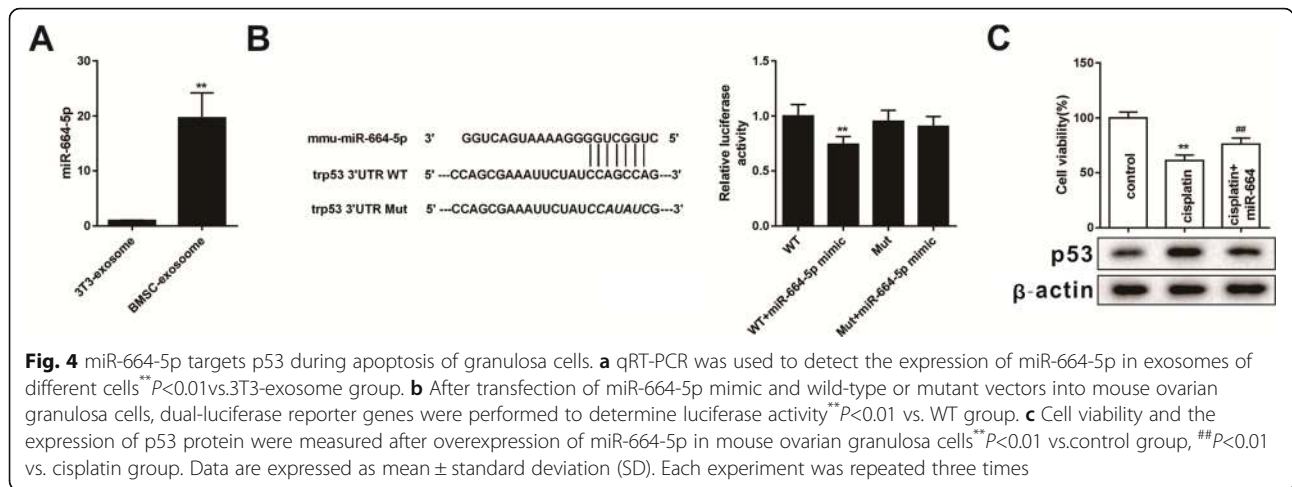 A
B
C
30
20
10
0
miR-664-5p
**
3T3-exosome
BMSC-exosoome
mmu-miR-664-5p 3' GGUCAGUAAAAGGGGUCGGUC 5'
trp53 3'UTR WT 5' ---CCAGCGAAAUUCUAUCCAGCCAG---3'
trp53 3'UTR Mut 5' ---CCAGCGAAAUUCUAUCCAUAUCG---3'
1.5
1.0
0.5
0.0
Relative luciferase
activity
**
WT
WT+miR-664-5p mimic
Mut
Mut+miR-664-5p mimic
150
100
50
0
Cell viability(%)
**
##
control
cisplatin
cisplatin+
miR-664
p53
β-actin
Fig. 4 miR-664-5p targets p53 during apoptosis of granulosa cells. a qRT-PCR was used to detect the expression of miR-664-5p in exosomes of
different cells**P<0.01vs.3T3-exosome group. b After transfection of miR-664-5p mimic and wild-type or mutant vectors into mouse ovarian
granulosa cells, dual-luciferase reporter genes were performed to determine luciferase activity**P<0.01 vs. WT group. c Cell viability and the
expression of p53 protein were measured after overexpression of miR-664-5p in mouse ovarian granulosa cells**P<0.01 vs.control group, ##P<0.01
vs. cisplatin group. Data are expressed as mean ± standard deviation (SD). Each experiment was repeated three times